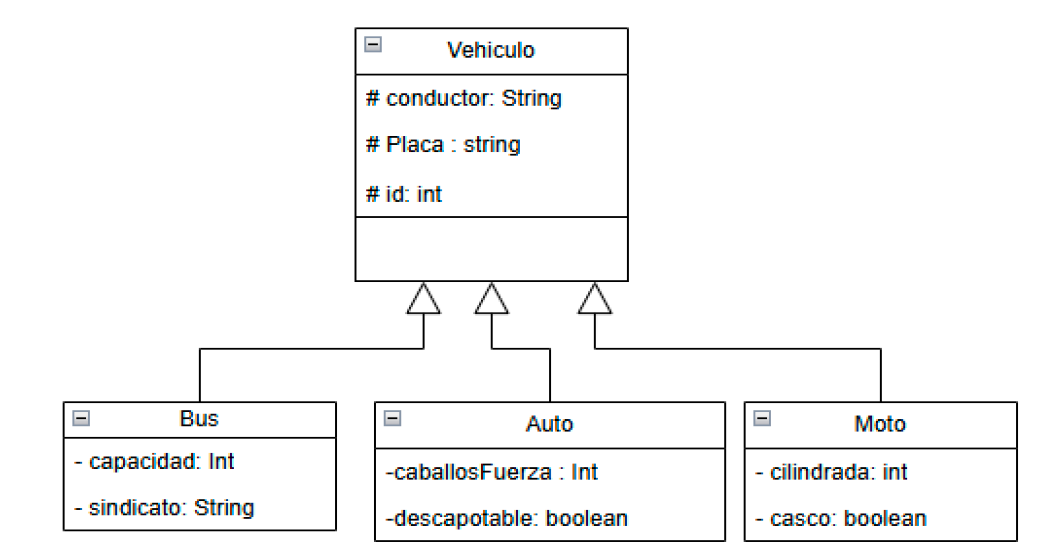 Vehiculo
# conductor: String
# Placa : string
# id: int
Bus
- capacidad: Int
- sindicato: String
Auto
-caballosFuerza : Int
-descapotable: boolean
Moto
- cilindrada: int
- casco: boolean